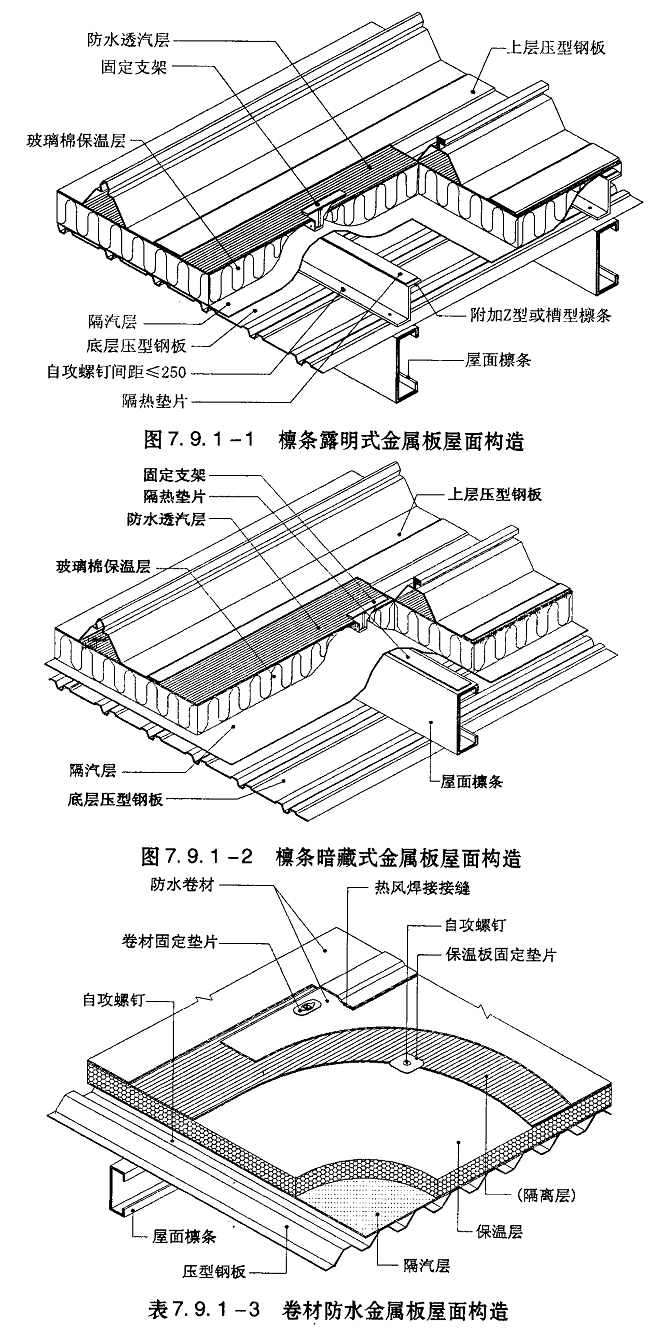 防水透汽层
固定支架
上层压型钢板
玻璃棉保温层
隔汽层
底层压型钢板
自攻螺钉间距≤250
隔热垫片
附加Z型或槽型檩条
屋面檩条
图7.9.1-1 檩条露明式金属板屋面构造
固定支架
隔热垫片
防水透汽层
上层压型钢板
玻璃棉保温层
隔汽层
底层压型钢板
屋面檩条
图7.9.1-2 檩条暗藏式金属板屋面构造
防水卷材
热风焊接接缝
卷材固定垫片
自攻螺钉
保温板固定垫片
自攻螺钉
(隔离层)
保温层
屋面檩条
压型钢板
隔汽层
表7.9.1-3 卷材防水金属板屋面构造